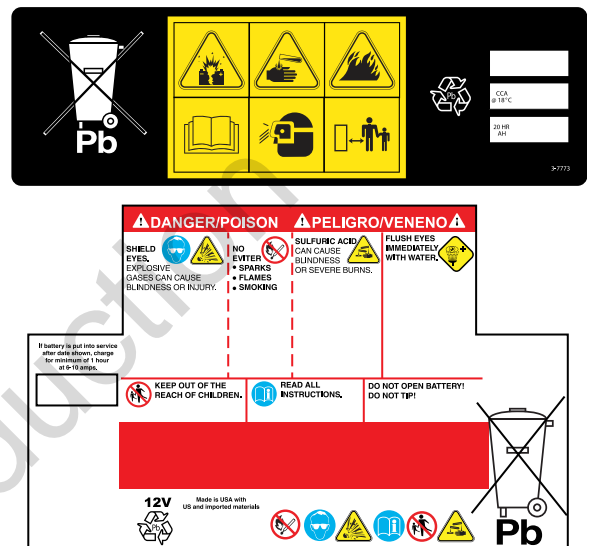 Pb
Pb
CCA
@ 18°C
20 HR
AH
3-7773
DANGER/POISON
PELIGRO/VENENO
SHIELD
EYES.
EXPLOSIVE
GASES CAN CAUSE
BLINDNESS OR INJURY.
NO
EVITER
• SPARKS
• FLAMES
• SMOKING
SULFURIC ACID
CAN CAUSE
BLINDNESS
OR SEVERE BURNS.
FLUSH EYES
IMMEDIATELY
WITH WATER.
If battery is put into service
after date shown, charge
for minimum of 1 hour
at 6-10 amps.
KEEP OUT OF THE
REACH OF CHILDREN.
READ ALL
INSTRUCTIONS.
DO NOT OPEN BATTERY!
DO NOT TIP!
12V
Pb
Made is USA with
US and imported materials
Pb
duction